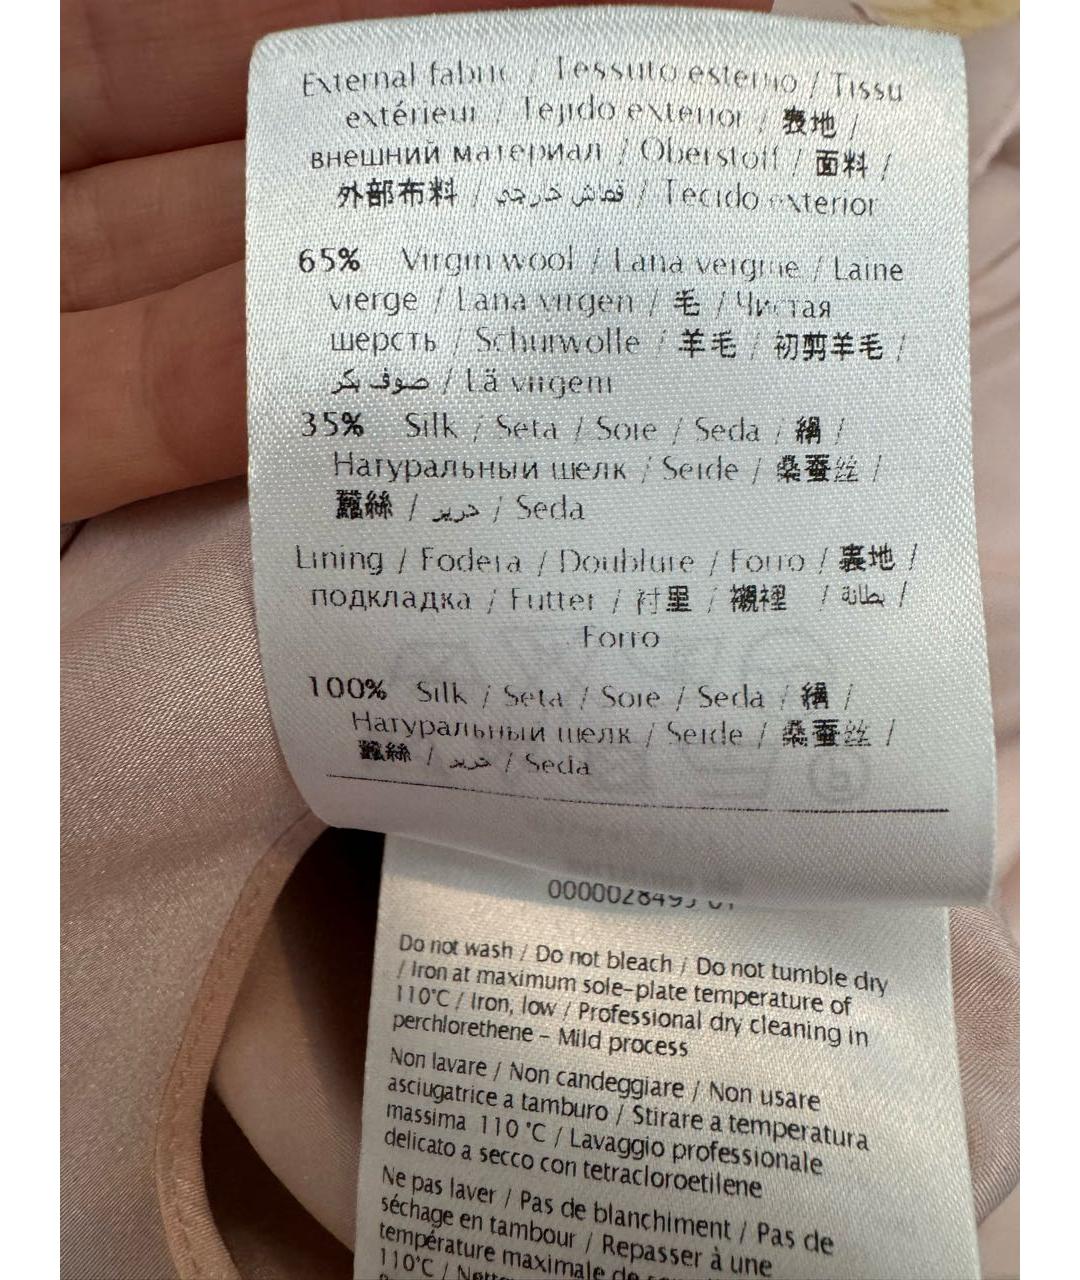 External fabric / Tessuto esterno / Tissu
extérieur / Tejido exterior / 表地 /
внешний материал / Oberstoff / 面料 /
外部布料 / قماش خارجي / Tecido exterior
65% Virgin wool / Lana vergine / Laine
vierge / Lana virgen / 毛 / Чистая
шерсть / Schurwolle / 羊毛 / 初剪羊毛 /
صوف بكر / Lã virgem
35% Silk / Seta / Soie / Seda / 絹 /
Натуральный шелк / Seide / 桑蚕丝 /
蠶絲 / حرير / Seda
Lining / Fodera / Doublure / Forro / 裏地 /
подкладка / Futter / 衬里 / 襯裡 / بطانة /
Forro
100% Silk / Seta / Soie / Seda / 絹 /
Натуральный шелк / Seide / 桑蚕丝 /
蠶絲 / حرير / Seda
Do not wash / Do not bleach / Do not tumble dry
/ Iron at maximum sole-plate temperature of
110°C / Iron, low / Professional dry cleaning in
perchlorethene - Mild process
Non lavare / Non candeggiare / Non usare
asciugatrice a tamburo / Stirare a temperatura
massima 110 °C / Lavaggio professionale
delicato a secco con tetracloroetilene
Ne pas laver / Pas de blanchiment / Pas de
séchage en tambour / Repasser à une
température maximale de
110°C /